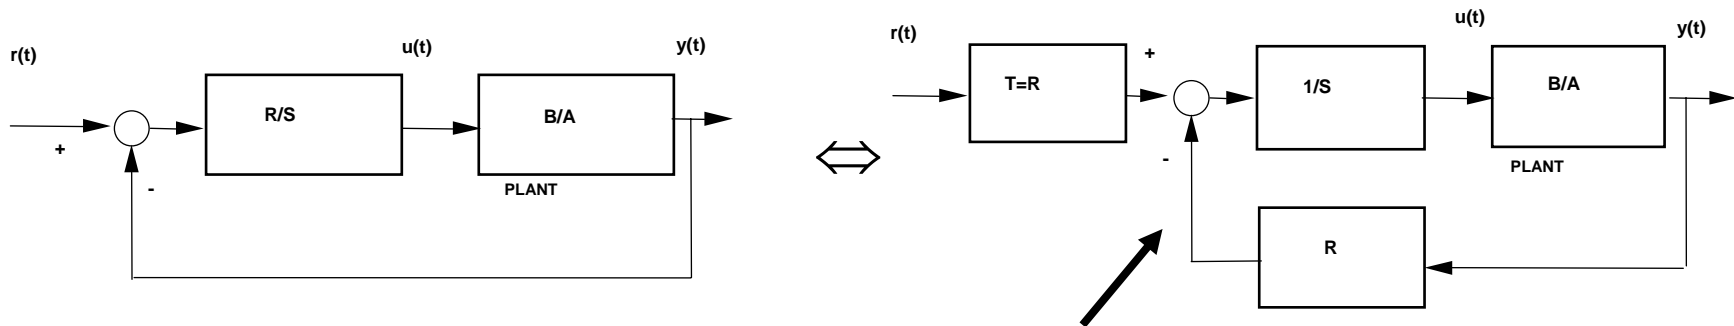 r(t)
+
-
R/S
u(t)
B/A
PLANT
y(t)
r(t)
T=R
+
-
1/S
u(t)
B/A
PLANT
y(t)
R